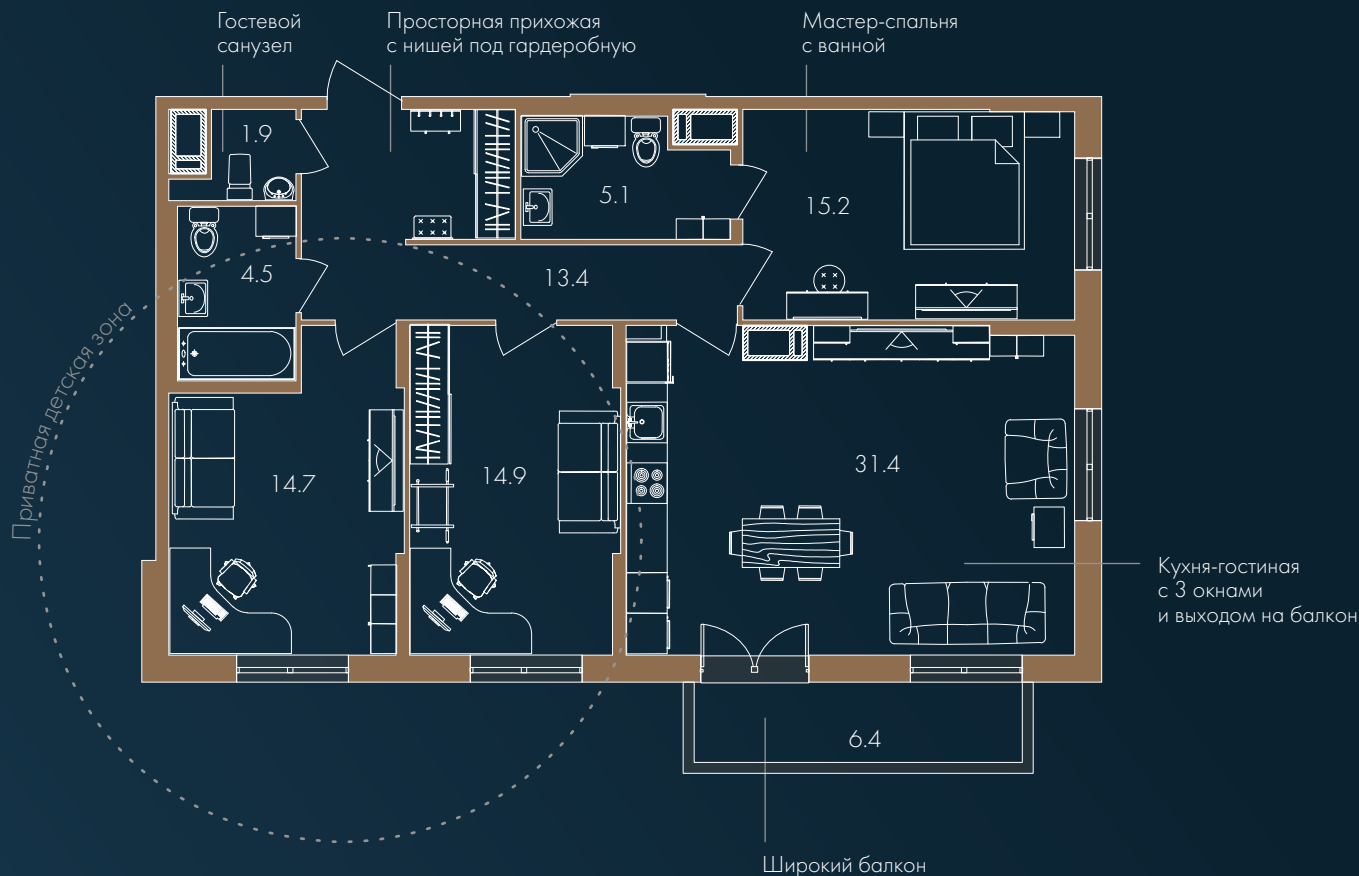 Гостевой
санузел
Просторная прихожая
с нишей под гардеробную
Мастер-спальня
с ванной
1.9
5.1
15.2
4.5
13.4
Приватная детская зона
14.7
14.9
31.4
Кухня-гостиная
с 3 окнами
и выходом на балкон
6.4
Широкий балкон